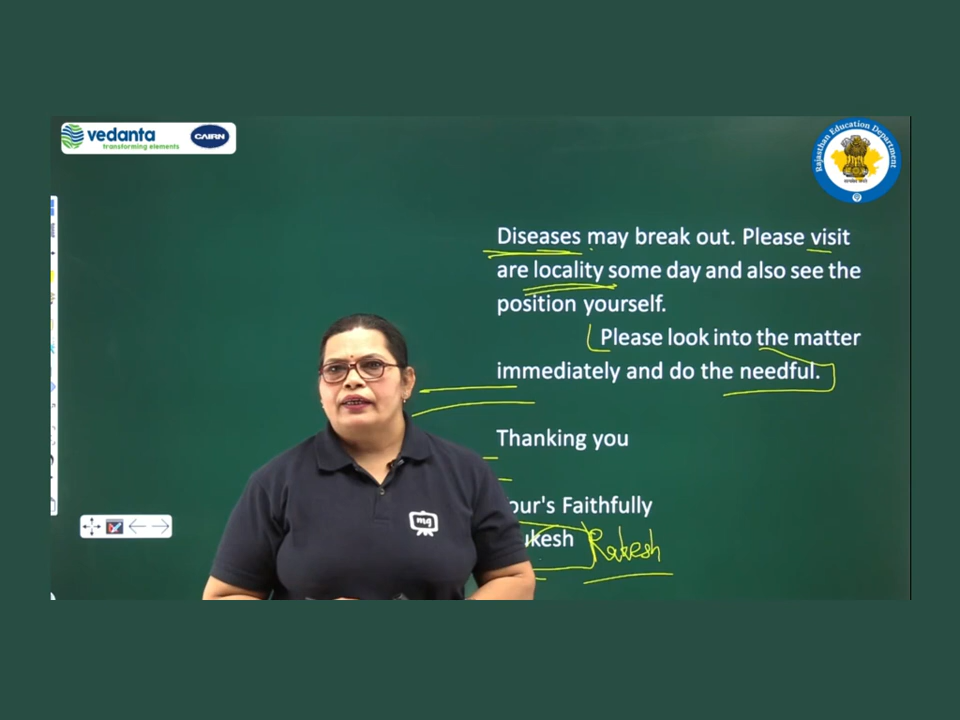 vedanta
transforming elements
CAIRN
Rajasthan Education Department
Diseases may break out. Please visit
are locality some day and also see the
position yourself.
Please look into the matter
immediately and do the needful.
Thanking you
our's Faithfully
ukesh Rakesh
mg